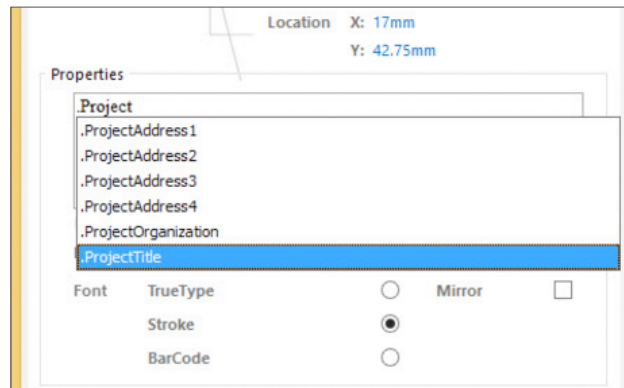 Location X: 17mm
Y: 42.75mm
Properties
.Project
.ProjectAddress1
.ProjectAddress2
.ProjectAddress3
.ProjectAddress4
.ProjectOrganization
.ProjectTitle
Font TrueType Mirror
Stroke
BarCode